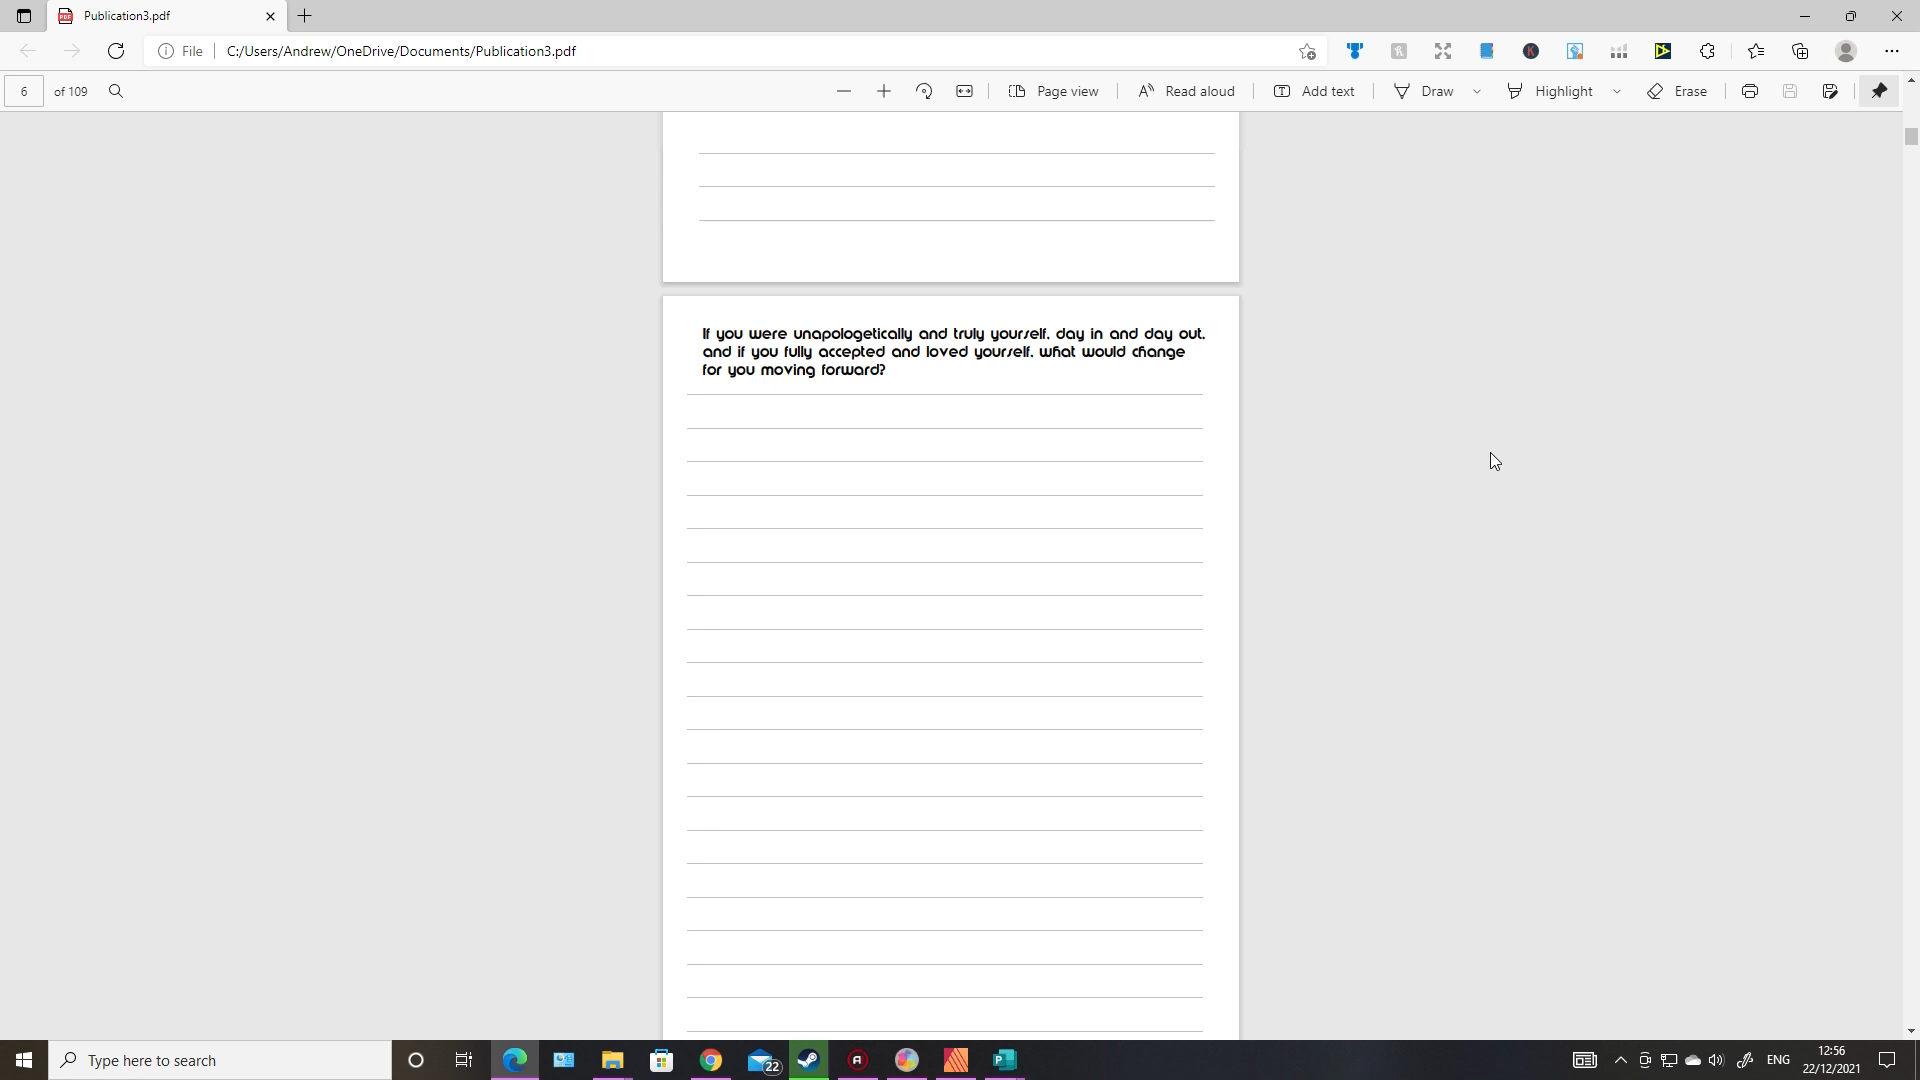 Publication3.pdf
File
C:/Users/Andrew/OneDrive/Documents/Publication3.pdf
6 of 109
Page view
Read aloud
Add text
Draw
Highlight
Erase
If you were unapologetically and truly yourself, day in and day out,
and if you fully accepted and loved yourself, what would change
for you moving forward?
Type here to search
22
ENG
12:56
22/12/2021